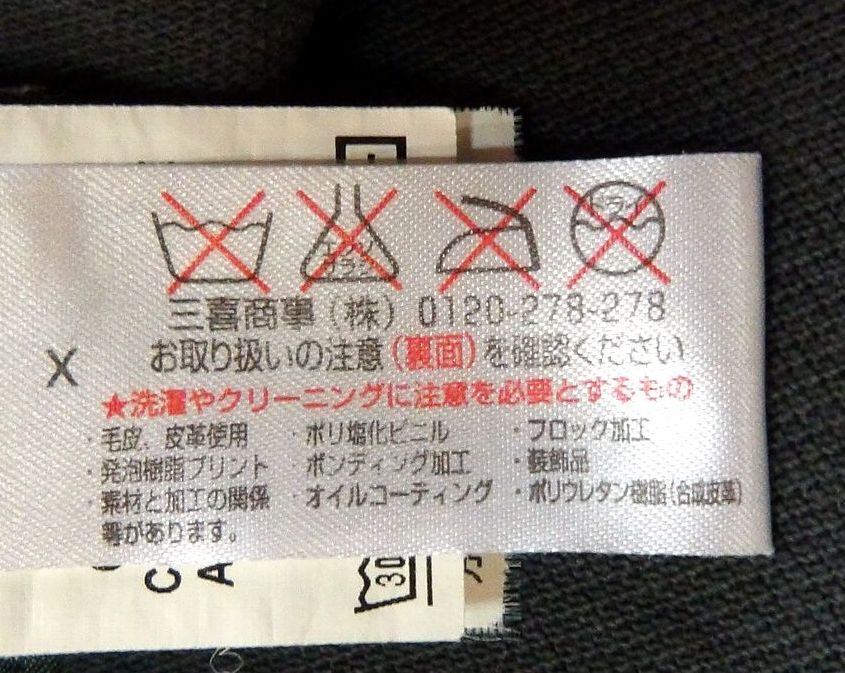 エンソ
サラシ
ドライ
三喜商事（株）0120-278-278
お取り扱いの注意（裏面）を確認ください
X
★洗濯やクリーニングに注意を必要とするもの
・毛皮、皮革使用 ・ポリ塩化ビニル ・フロック加工
・発泡樹脂プリント ・ボンディング加工 ・装飾品
・素材と加工の関係 ・オイルコーティング ・ポリウレタン樹脂（合成皮革）
等があります。
C
A
30